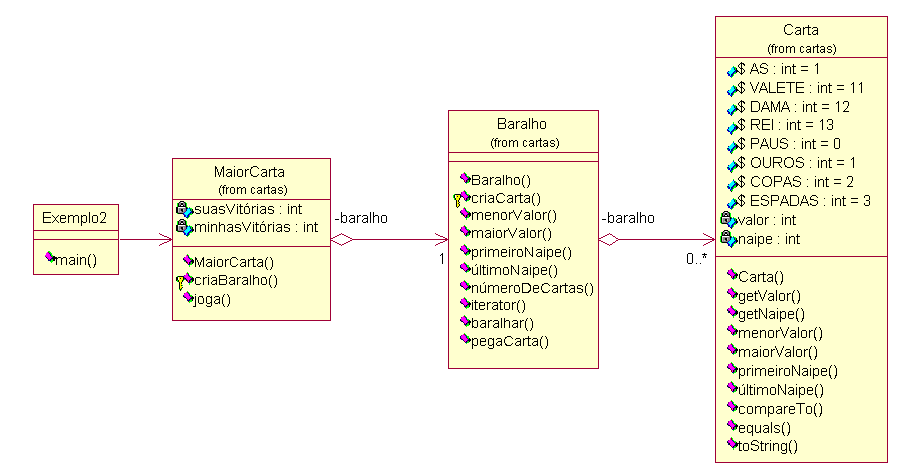 Exemplo2
main()
MaiorCarta
(from cartas)
suasVitórias : int
minhasVitórias : int
MaiorCarta()
criaBaralho()
joga()
-baralho
1
Baralho
(from cartas)
Baralho()
criaCarta()
menorValor()
maiorValor()
primeiroNaipe()
últimoNaipe()
númeroDeCartas()
iterator()
baralhar()
pegaCarta()
-baralho
0..*
Carta
(from cartas)
$ AS : int = 1
$ VALETE : int = 11
$ DAMA : int = 12
$ REI : int = 13
$ PAUS : int = 0
$ OUROS : int = 1
$ COPAS : int = 2
$ ESPADAS : int = 3
valor : int
naipe : int
Carta()
getValor()
getNaipe()
menorValor()
maiorValor()
primeiroNaipe()
últimoNaipe()
compareTo()
equals()
toString()